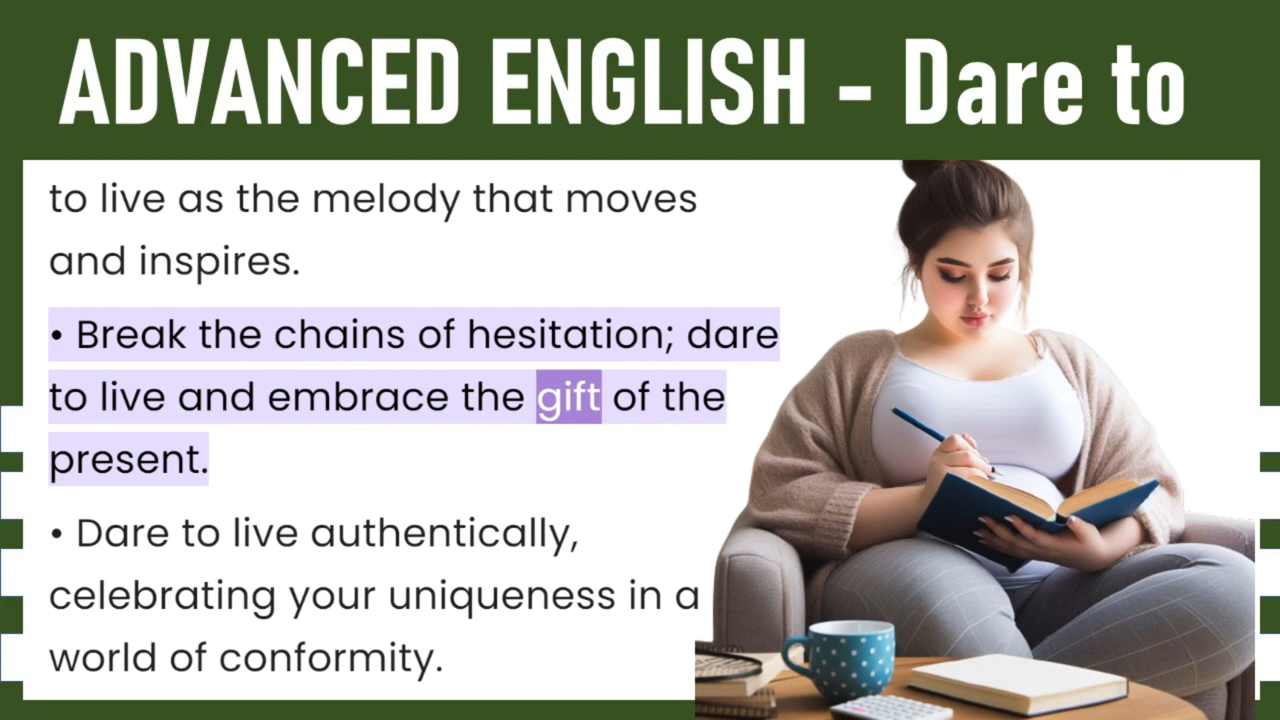 ADVANCED ENGLISH - Dare to
to live as the melody that moves
and inspires.
• Break the chains of hesitation; dare
to live and embrace the gift of the
present.
• Dare to live authentically,
celebrating your uniqueness in a
world of conformity.